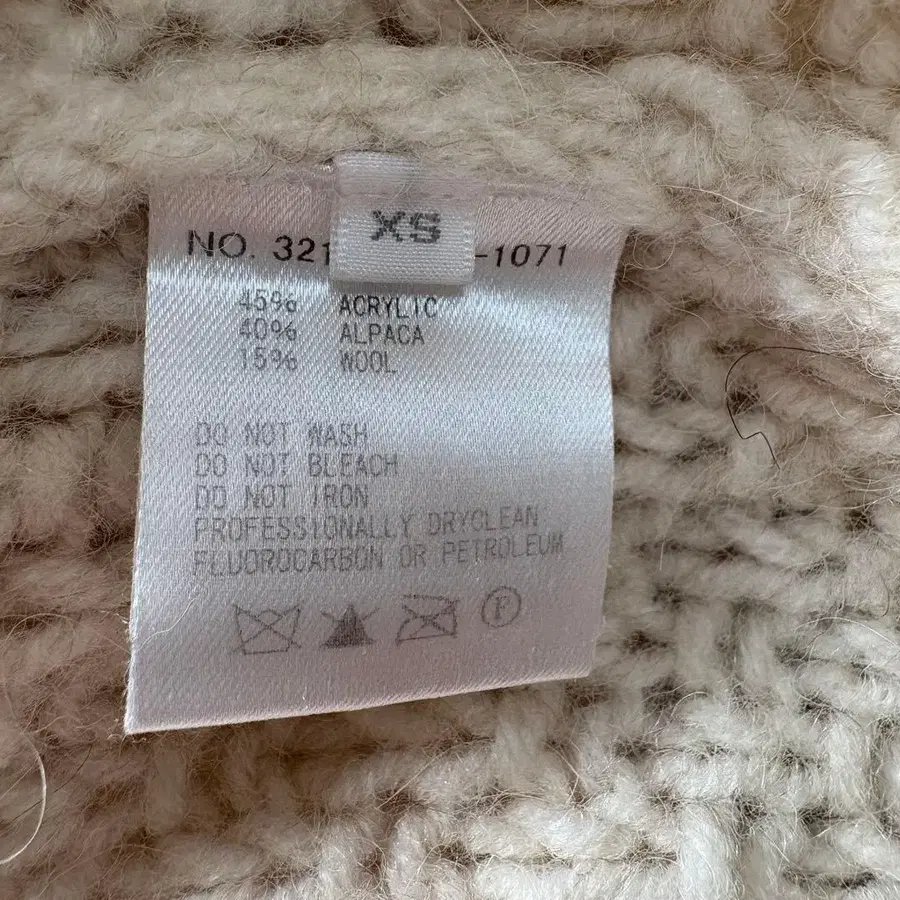 XS
NO. 321 -1071
45% ACRYLIC
40% ALPACA
15% WOOL
DO NOT WASH
DO NOT BLEACH
DO NOT IRON
PROFESSIONALLY DRYCLEAN
FLUOROCARBON OR PETROLEUM
P